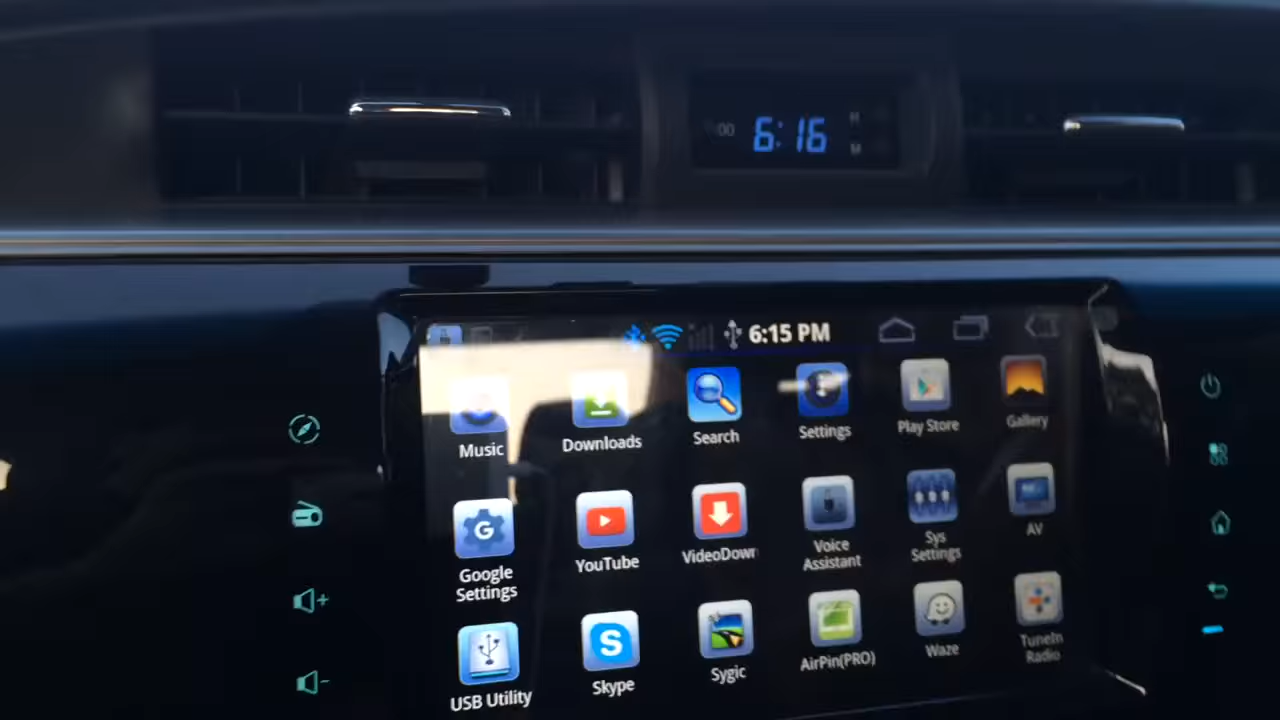 6:16
H
M
00
6:15 PM
Music
Downloads
Search
Settings
Play Store
Gallery
Google
Settings
YouTube
VideoDown
Voice
Assistant
Sys
Settings
AV
USB Utility
Skype
Sygic
AirPin(PRO)
Waze
TuneIn
Radio